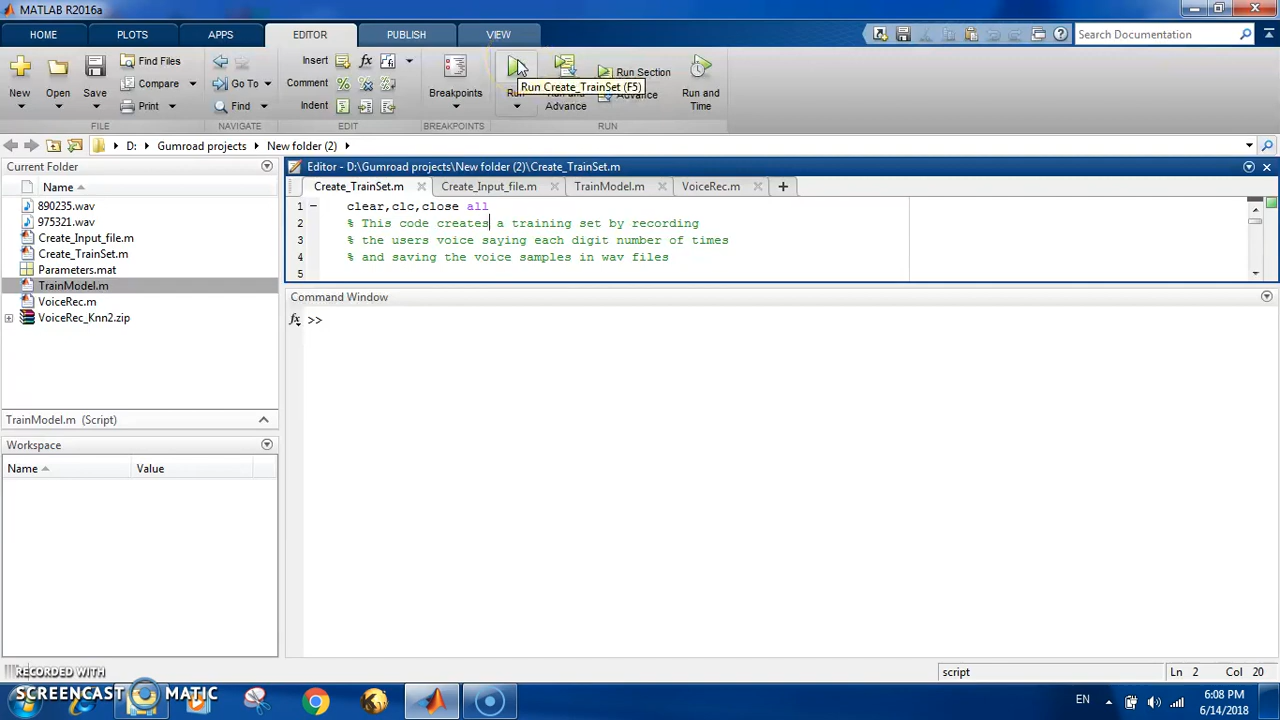 MATLAB R2016a
HOME PLOTS APPS EDITOR PUBLISH VIEW
Search Documentation
New Open Save
Find Files
Compare
Print
Go To
Find
Insert
Comment
Indent
Breakpoints
Run
Advance
Run Section
Advance
Run and
Time
Run Create_TrainSet (F5)
FILE NAVIGATE EDIT BREAKPOINTS RUN
D: Gumroad projects New folder (2)
Current Folder
Name
890235.wav
975321.wav
Create_Input_file.m
Create_TrainSet.m
Parameters.mat
TrainModel.m
VoiceRec.m
VoiceRec_Knn2.zip
TrainModel.m (Script)
Workspace
Name Value
Editor - D:\Gumroad projects\New folder (2)\Create_TrainSet.m
Create_TrainSet.m Create_Input_file.m TrainModel.m VoiceRec.m
1 clear,clc,close all
2 % This code creates a training set by recording
3 % the users voice saying each digit number of times
4 % and saving the voice samples in wav files
5
Command Window
fx >>
script Ln 2 Col 20
RECORDED WITH
SCREENCAST MATIC
EN
6:08 PM
6/14/2018